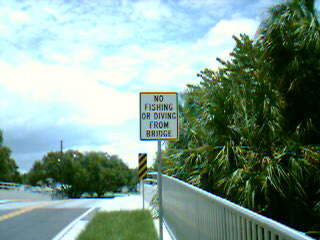 NO
FISHING
OR DIVING
FROM
BRIDGE